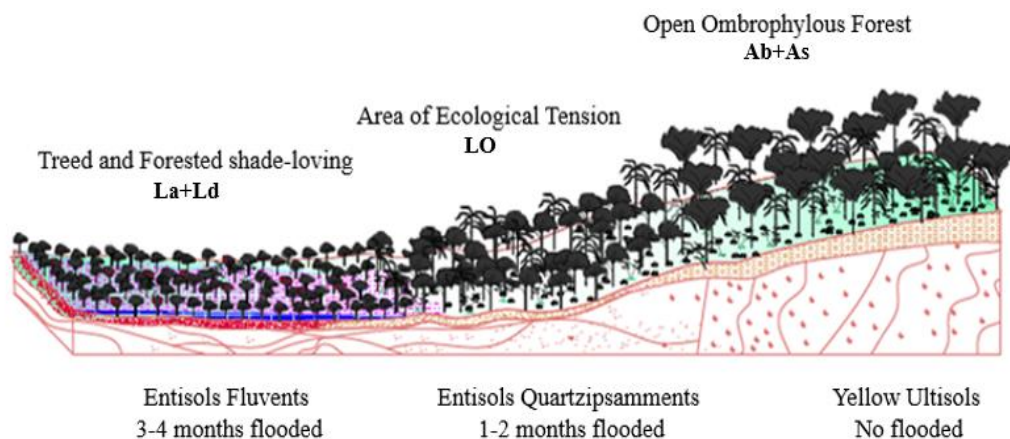 Open Ombrophylous Forest
Ab+As
Area of Ecological Tension
LO
Treed and Forested shade-loving
La+Ld
Entisols Fluvents
3-4 months flooded
Entisols Quartzipsamments
1-2 months flooded
Yellow Ultisols
No flooded